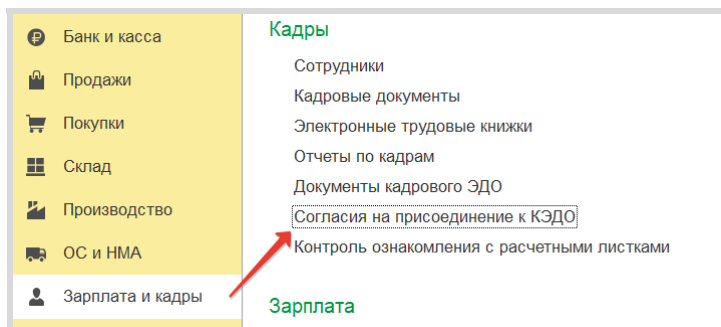 Банк и касса
Продажи
Покупки
Склад
Производство
ОС и НМА
Зарплата и кадры
Кадры
Сотрудники
Кадровые документы
Электронные трудовые книжки
Отчеты по кадрам
Документы кадрового ЭДО
Согласия на присоединение к КЭДО
Контроль ознакомления с расчетными листками
Зарплата